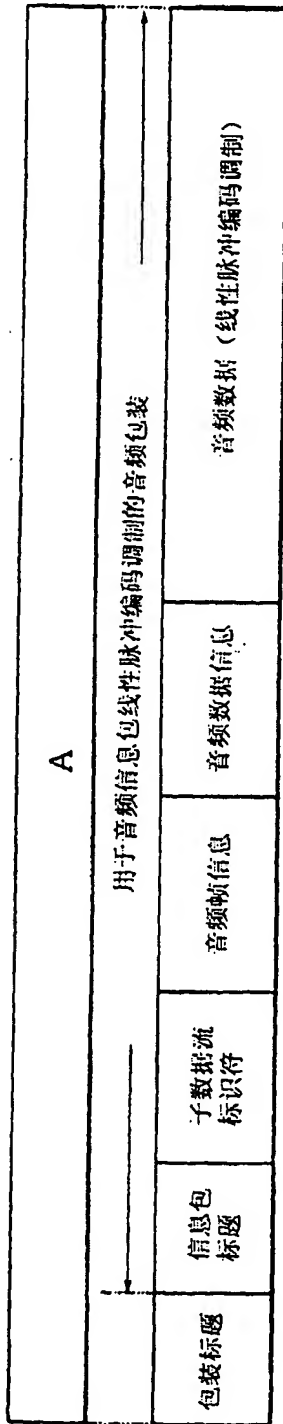 A
用于音频信息包线性脉冲编码调制的音频包装
包装标题
信息包
标题
子数据流
标识符
音频帧信息
音频数据信息
音频数据（线性脉冲编码调制）